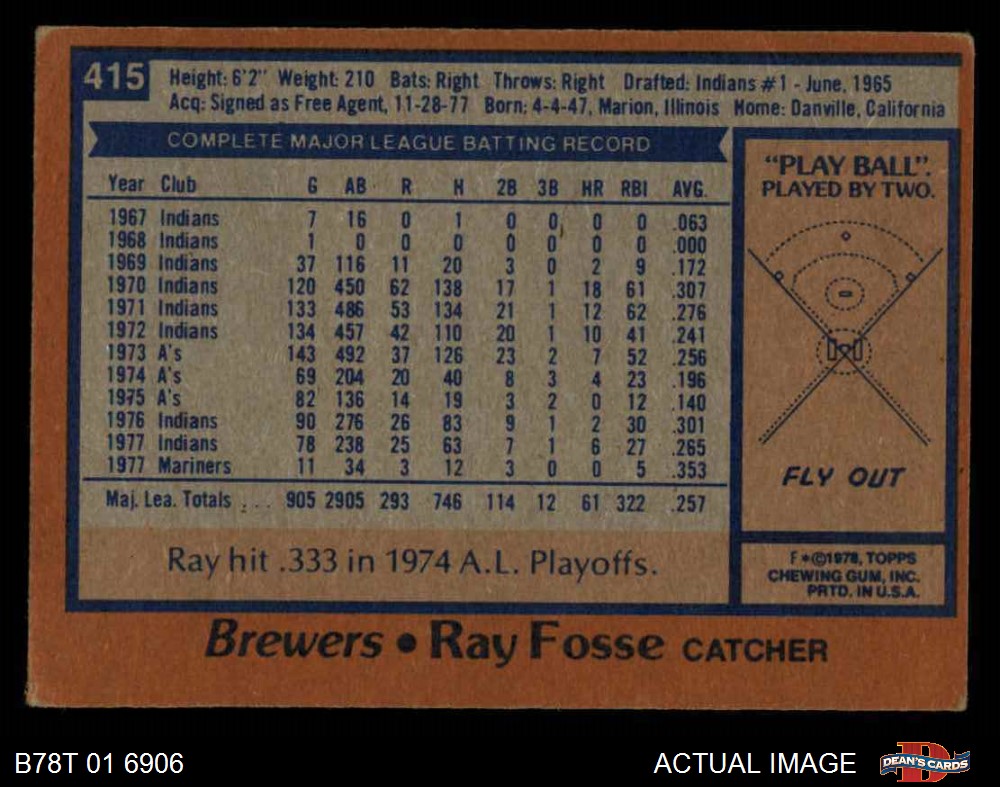 415
Height: 6'2" Weight: 210 Bats: Right Throws: Right Drafted: Indians #1 - June, 1965
Acq: Signed as Free Agent, 11-28-77 Born: 4-4-47, Marion, Illinois Home: Danville, California
COMPLETE MAJOR LEAGUE BATTING RECORD
Year Club G AB R H 2B 3B HR RBI AVG.
1967 Indians 7 16 0 1 0 0 0 0 .063
1968 Indians 1 0 0 0 0 0 0 0 .000
1969 Indians 37 116 11 20 3 0 2 9 .172
1970 Indians 120 450 62 138 17 1 18 61 .307
1971 Indians 133 486 53 134 21 1 12 62 .276
1972 Indians 134 457 42 110 20 1 10 41 .241
1973 A's 143 492 37 126 23 2 7 52 .256
1974 A's 69 204 20 40 8 3 4 23 .196
1975 A's 82 136 14 19 3 2 0 12 .140
1976 Indians 90 276 26 83 9 1 2 30 .301
1977 Indians 78 238 25 63 7 1 6 27 .265
1977 Mariners 11 34 3 12 3 0 0 5 .353
Maj. Lea. Totals . . . 905 2905 293 746 114 12 61 322 .257
Ray hit .333 in 1974 A.L. Playoffs.
"PLAY BALL".
PLAYED BY TWO.
FLY OUT
F*©1978, TOPPS
CHEWING GUM, INC.
PRTD. IN U.S.A.
Brewers • Ray Fosse CATCHER
B78T 01 6906
ACTUAL IMAGE
D
DEAN'S CARDS